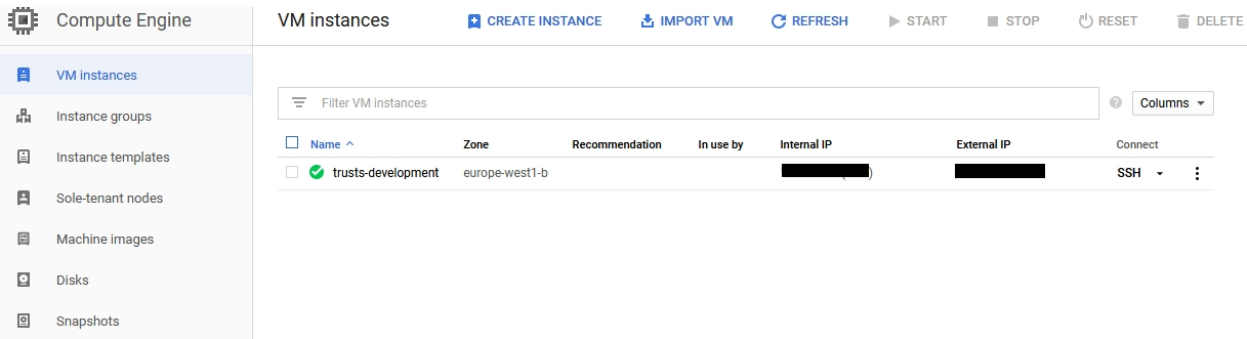 Compute Engine
VM instances CREATE INSTANCE IMPORT VM REFRESH START STOP RESET DELETE
VM instances
Instance groups
Instance templates
Sole-tenant nodes
Machine images
Disks
Snapshots
Filter VM instances Columns
Name Zone Recommendation In use by Internal IP External IP Connect
trusts-development europe-west1-b ) SSH